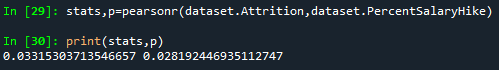 In [29]: stats,p=pearsonr(dataset.Attrition,dataset.PercentSalaryHike)
In [30]: print(stats,p)
0.03315303713546657 0.028192446935112747